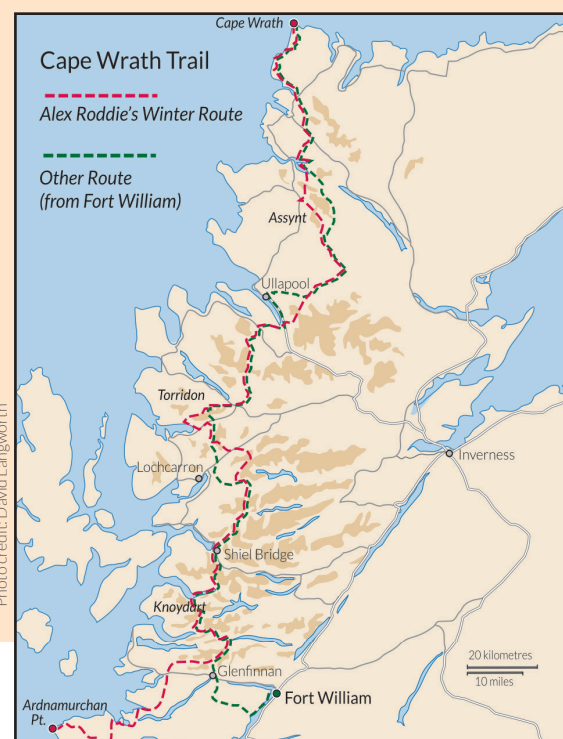 Cape Wrath
Cape Wrath Trail
Alex Roddie's Winter Route
Other Route
(from Fort William)
Assynt
Ullapool
Torridon
Lochcarron
Inverness
Shiel Bridge
Knoydart
20 kilometres
10 miles
Glenfinnan
Fort William
Ardnamurchan
Pt.
Photo credit: David Langworth